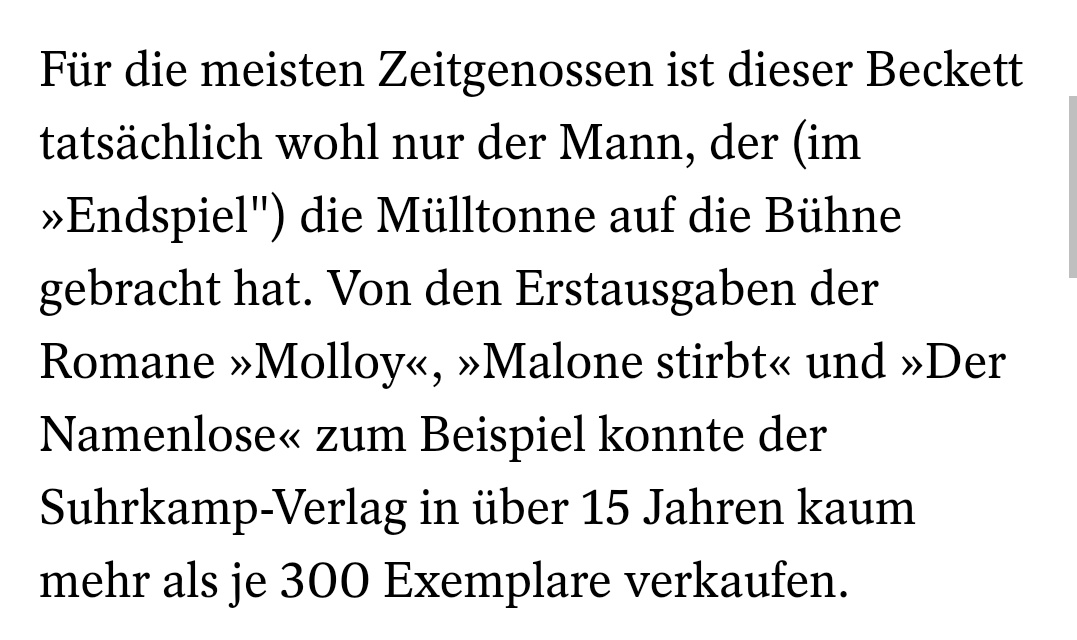 Für die meisten Zeitgenossen ist dieser Beckett
tatsächlich wohl nur der Mann, der (im
»Endspiel") die Mülltonne auf die Bühne
gebracht hat. Von den Erstausgaben der
Romane »Molloy«, »Malone stirbt« und »Der
Namenlose« zum Beispiel konnte der
Suhrkamp-Verlag in über 15 Jahren kaum
mehr als je 300 Exemplare verkaufen.